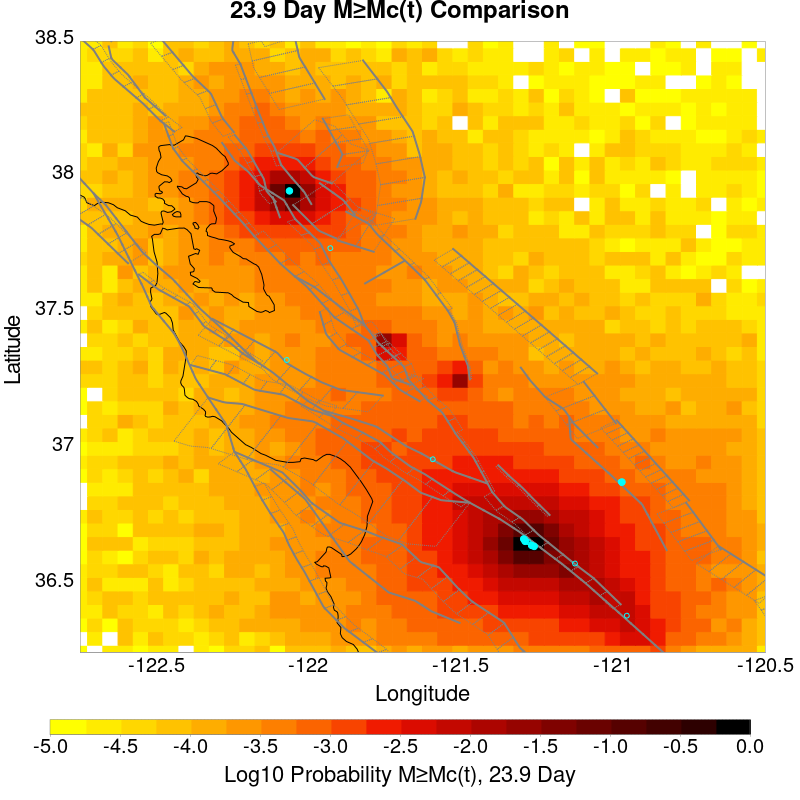 23.9 Day M≥Mc(t) Comparison
38.5
38
37.5
37
36.5
Latitude
-122.5 -122 -121.5 -121 -120.5
Longitude
-5.0 -4.5 -4.0 -3.5 -3.0 -2.5 -2.0 -1.5 -1.0 -0.5 0.0
Log10 Probability M≥Mc(t), 23.9 Day